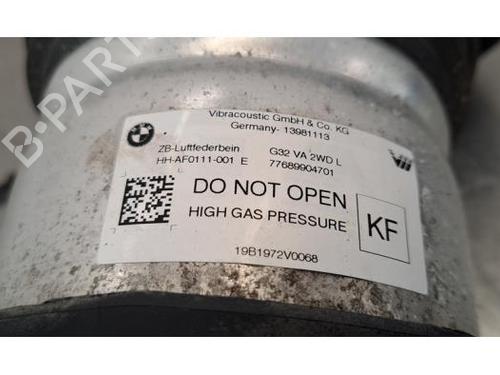 Vibracoustic GmbH & Co. KG
Germany- 13981113
ZB-Luftfederbein G32 VA 2WD L
HH-AF0111-001 E 77689904701
DO NOT OPEN
HIGH GAS PRESSURE
KF
19B1972V0068
B-Parts